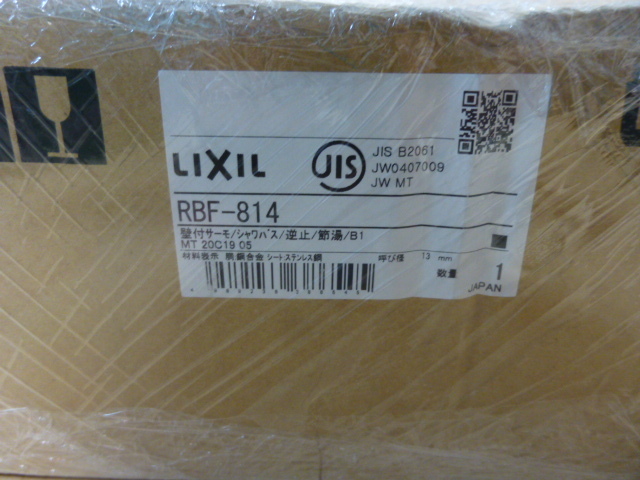 LIXIL
JIS
JIS B2061
JW0407009
JW MT
RBF-814
壁付サーモ/シャワバス/逆止/節湯/B1
MT 20C19 05
材料表示 胴:銅合金 シート:ステンレス鋼 呼び径 13 mm
数量 1
JAPAN